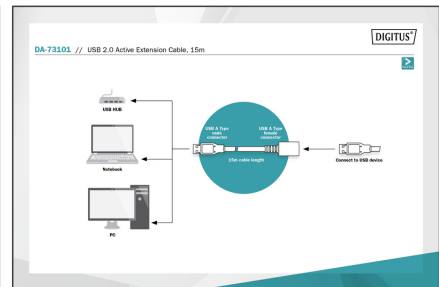 DIGITUS®
DA-73101 // USB 2.0 Active Extension Cable, 15m
USB HUB
USB A Type
male
connector
USB A Type
female
connector
15m cable length
Connect to USB device
Notebook
PC